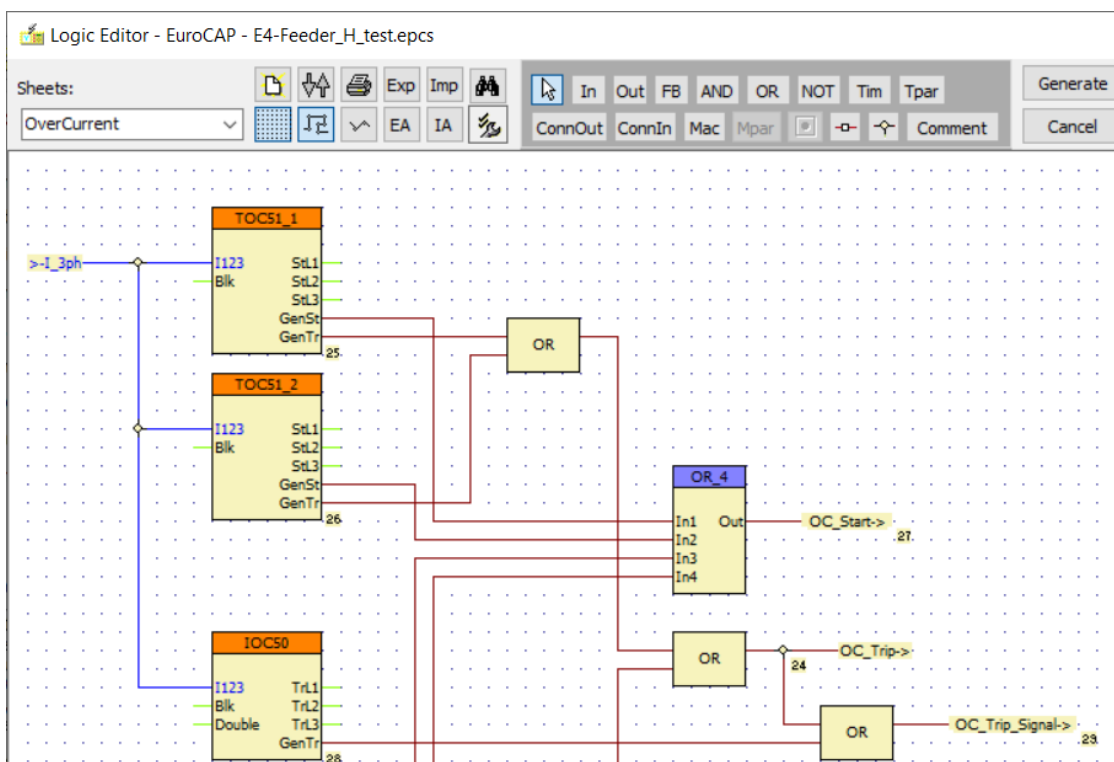 Logic Editor - EuroCAP - E4-Feeder_H_test.epcs
Sheets:
Exp Imp
In Out FB AND OR NOT Tim Tpar
Generate
OverCurrent
EA IA
ConnOut ConnIn Mac Mpar Comment
Cancel
TOC51_1
>-I_3ph
I123 StL1
Blk StL2
StL3
GenSt
GenTr
25
OR
TOC51_2
I123 StL1
Blk StL2
StL3
GenSt
GenTr
26
OR_4
In1 Out
In2
In3
In4
OC_Start->
27
IOC50
I123 TrL1
Blk TrL2
Double TrL3
GenTr
28
OR
24
OC_Trip->
OR
OC_Trip_Signal->
29